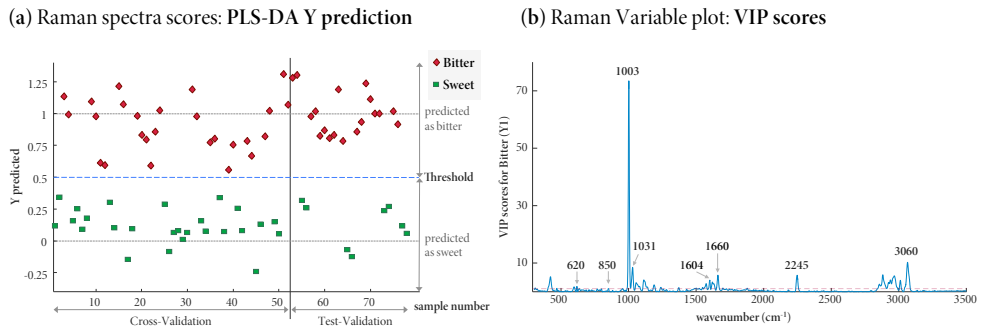 (a) Raman spectra scores: PLS-DA Y prediction
Bitter
Sweet
1.25
1
0.75
0.5
0.25
0
-0.25
Y predicted
predicted
as bitter
Threshold
predicted
as sweet
10 20 30 40 50 60 70
sample number
Cross-Validation Test-Validation
(b) Raman Variable plot: VIP scores
VIP scores for Bitter (Y1)
70
50
30
10
1003
1031
1660
620 850 1604 2245 3060
500 1000 1500 2000 2500 3000 3500
wavenumber (cm⁻¹)